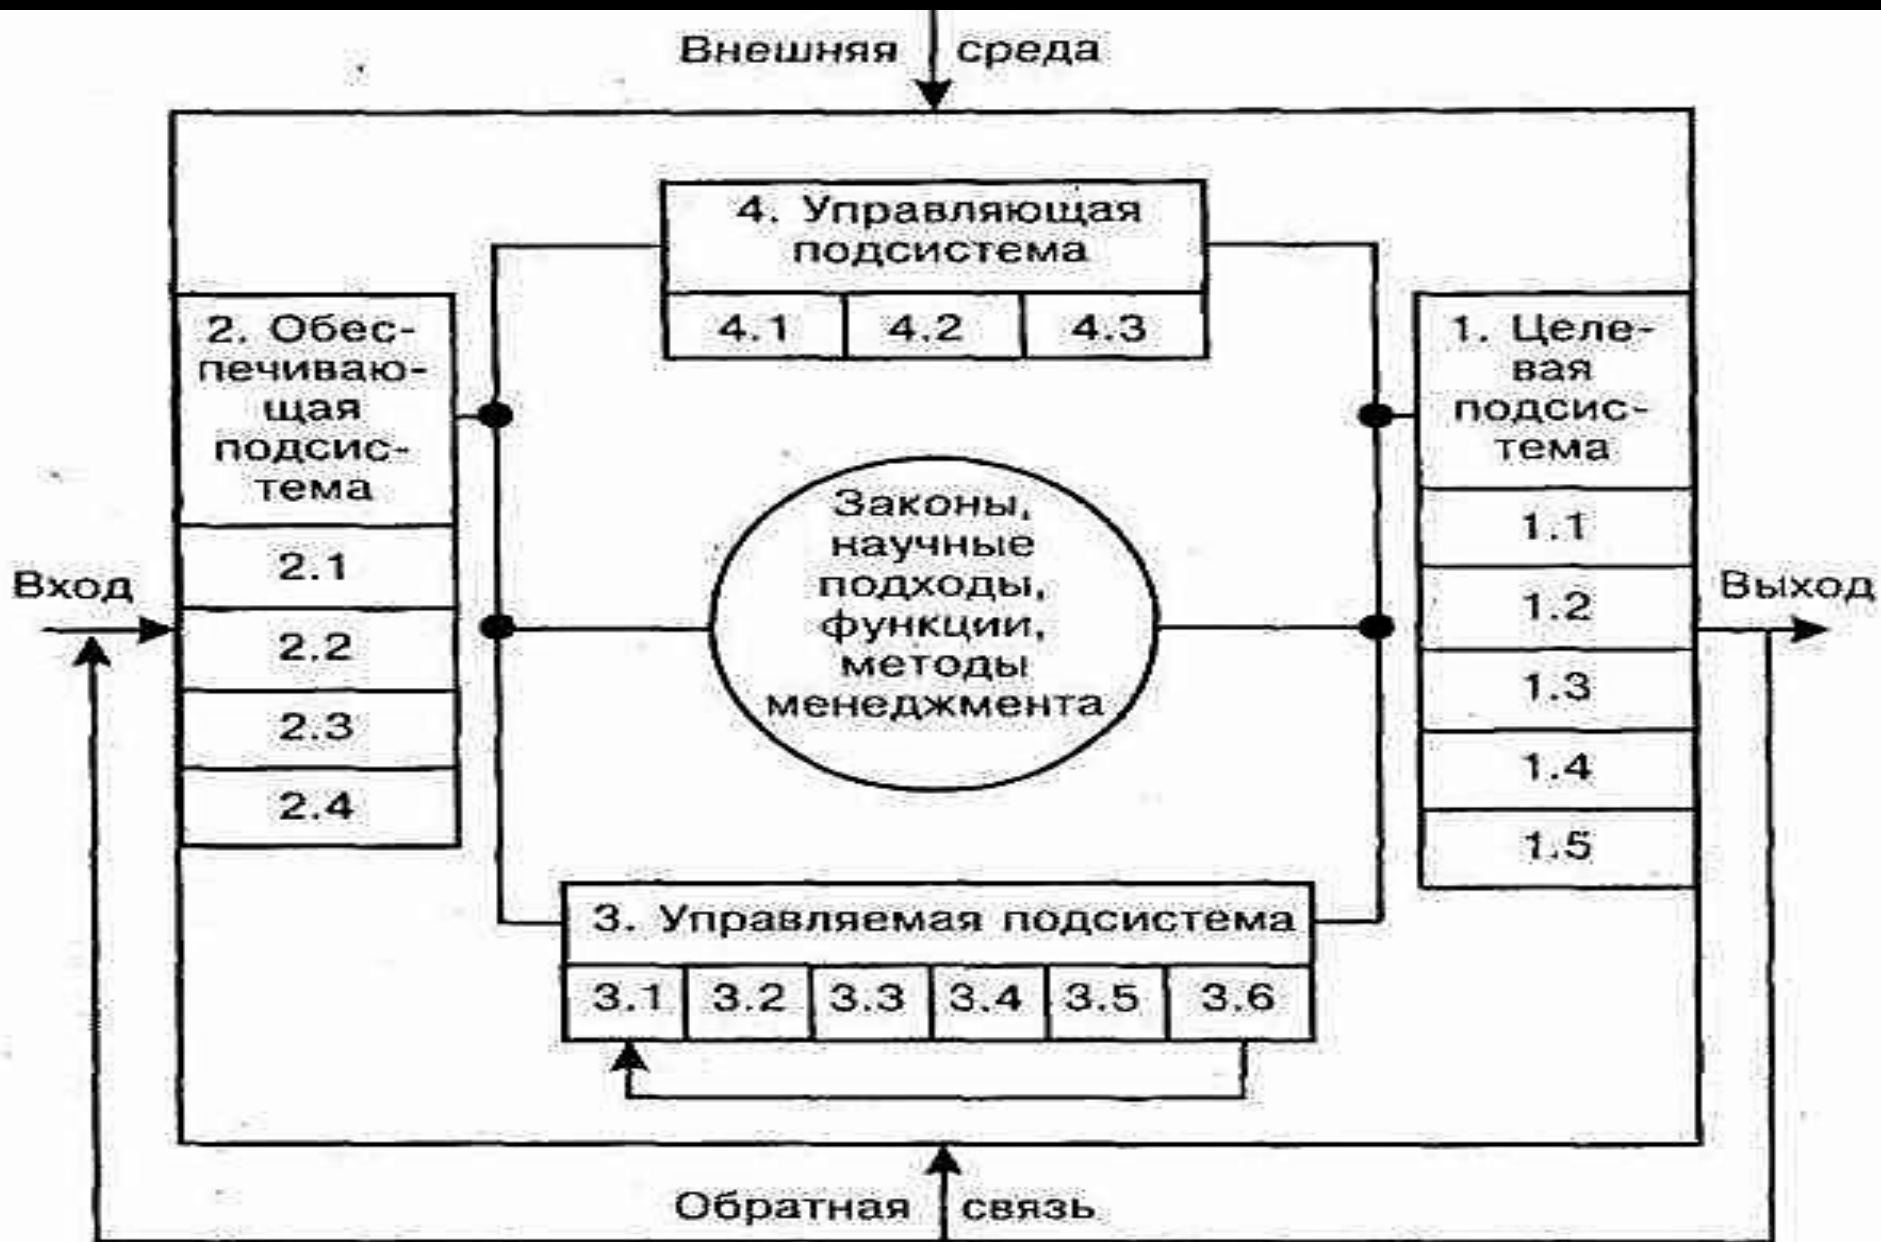 Внешняя среда
4. Управляющая
подсистема
4.1 4.2 4.3
2. Обес-
печиваю-
щая
подсис-
тема
2.1
2.2
2.3
2.4
1. Целе-
вая
подсис-
тема
1.1
1.2
1.3
1.4
1.5
Законы,
научные
подходы,
функции,
методы
менеджмента
Вход
Выход
3. Управляемая подсистема
3.1 3.2 3.3 3.4 3.5 3.6
Обратная связь